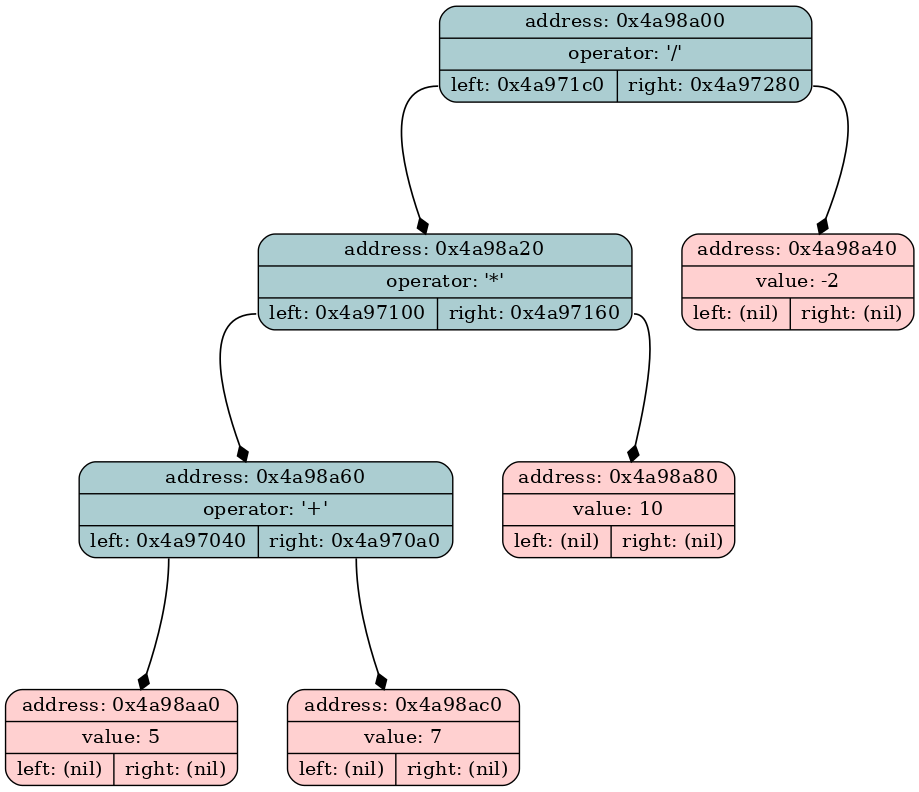 address: 0x4a98a00
operator: '/'
left: 0x4a971c0 right: 0x4a97280
address: 0x4a98a20
operator: '*'
left: 0x4a97100 right: 0x4a97160
address: 0x4a98a40
value: -2
left: (nil) right: (nil)
address: 0x4a98a60
operator: '+'
left: 0x4a97040 right: 0x4a970a0
address: 0x4a98a80
value: 10
left: (nil) right: (nil)
address: 0x4a98aa0
value: 5
left: (nil) right: (nil)
address: 0x4a98ac0
value: 7
left: (nil) right: (nil)